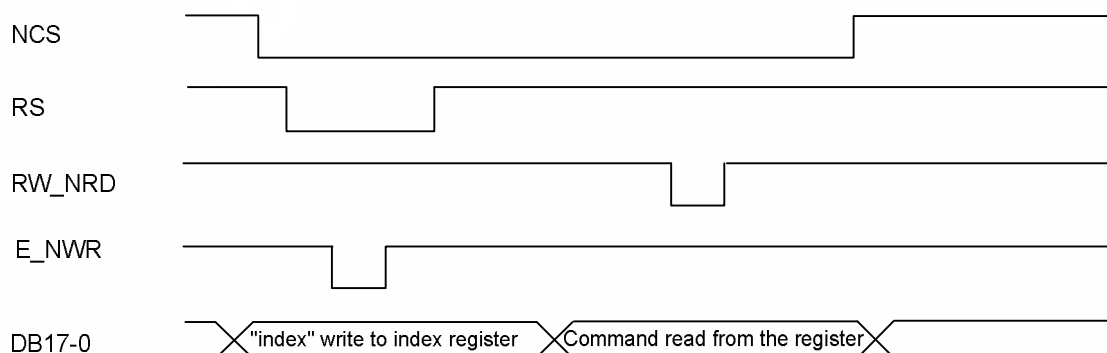 NCS
RS
RW_NRD
E_NWR
DB17-0 "index" write to index register Command read from the register